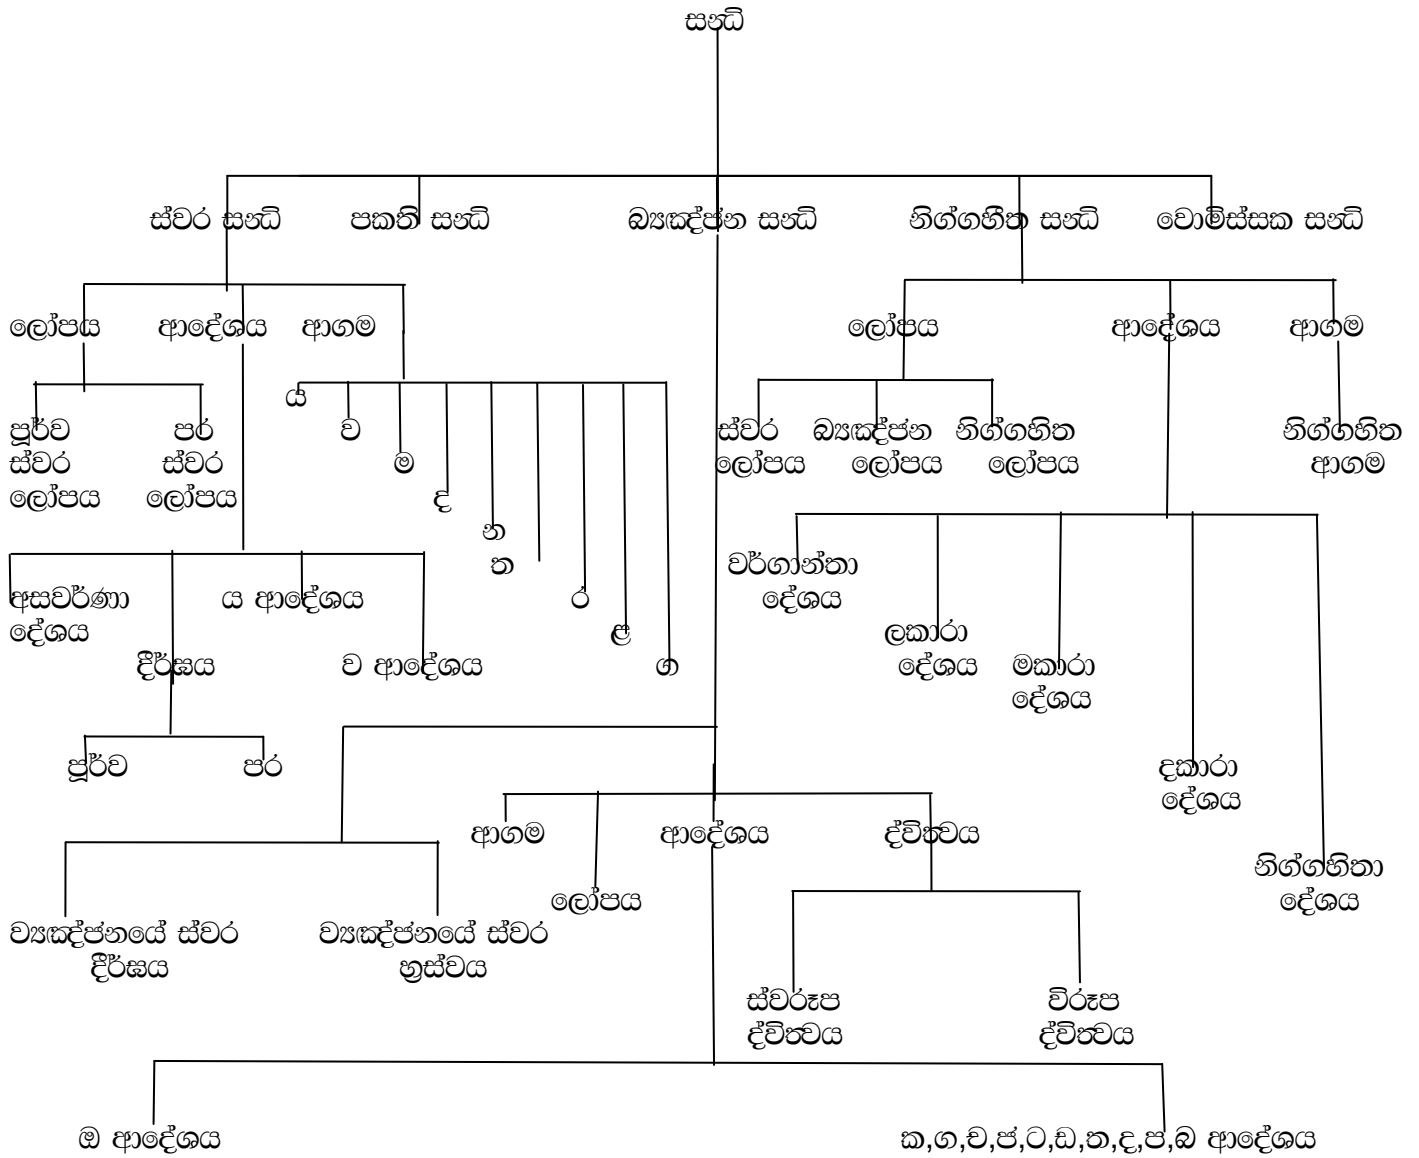 සන්ධි
ස්වර සන්ධි පකති සන්ධි බ්‍යඤ්ජන සන්ධි නිග්ගහීත සන්ධි වොමිස්සක සන්ධි
ලෝපය ආදේශය ආගම ලෝපය ආදේශය ආගම
ය
පූර්ව පර ව ස්වර බ්‍යඤ්ජන නිග්ගහිත නිග්ගහිත
ස්වර ස්වර ම ලෝපය ලෝපය ලෝපය ආගම
ලෝපය ලෝපය ද
න
ත වර්ගාන්තා
අසවර්ණා ය ආදේශය ර දේශය
දේශය ළ ලකාරා
දීර්ඝය ව ආදේශය ග දේශය මකාරා
දේශය
පූර්ව පර දකාරා
දේශය
ආගම ආදේශය ද්විත්වය
නිග්ගහිතා
ලෝපය දේශය
ව්‍යඤ්ජනයේ ස්වර ව්‍යඤ්ජනයේ ස්වර
දීර්ඝය හ්‍රස්වය
ස්වරූප විරූප
ද්විත්වය ද්විත්වය
ඔ ආදේශය ක,ග,ච,ජ,ට,ඩ,ත,ද,ප,බ ආදේශය